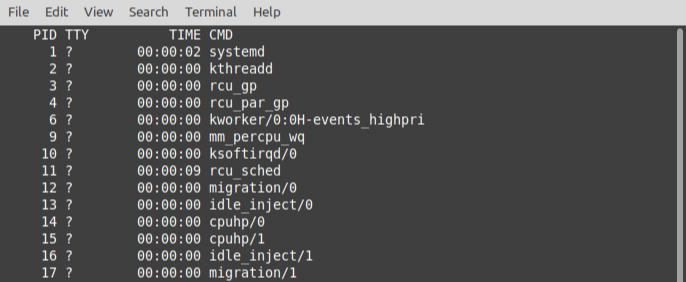 File Edit View Search Terminal Help
PID TTY TIME CMD
1 ? 00:00:02 systemd
2 ? 00:00:00 kthreadd
3 ? 00:00:00 rcu_gp
4 ? 00:00:00 rcu_par_gp
6 ? 00:00:00 kworker/0:0H-events_highpri
9 ? 00:00:00 mm_percpu_wq
10 ? 00:00:00 ksoftirqd/0
11 ? 00:00:09 rcu_sched
12 ? 00:00:00 migration/0
13 ? 00:00:00 idle_inject/0
14 ? 00:00:00 cpuhp/0
15 ? 00:00:00 cpuhp/1
16 ? 00:00:00 idle_inject/1
17 ? 00:00:00 migration/1